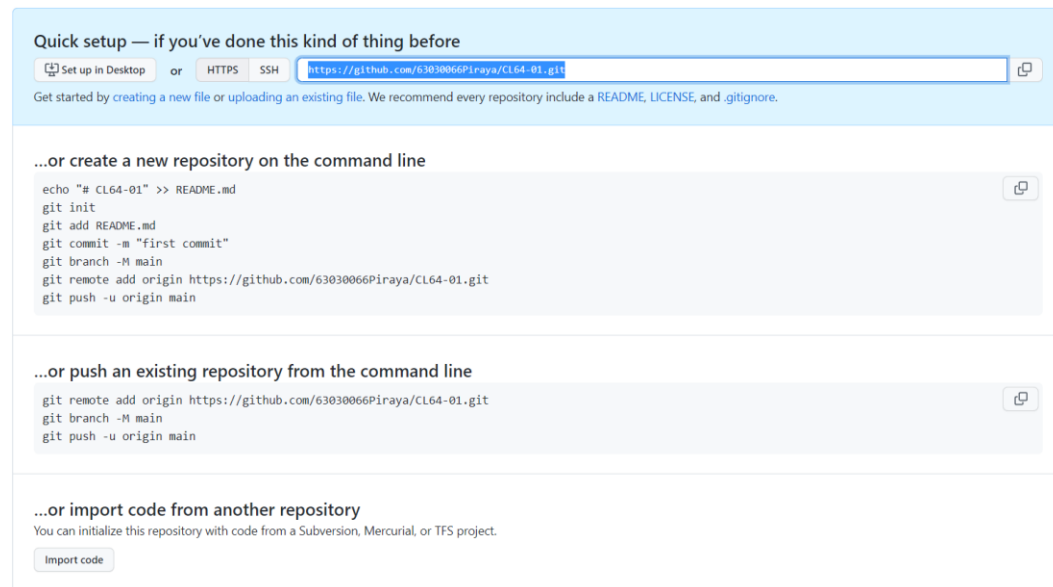 Quick setup — if you've done this kind of thing before
Set up in Desktop or HTTPS SSH https://github.com/63030066Piraya/CL64-01.git
Get started by creating a new file or uploading an existing file. We recommend every repository include a README, LICENSE, and .gitignore.
...or create a new repository on the command line
echo "# CL64-01" >> README.md
git init
git add README.md
git commit -m "first commit"
git branch -M main
git remote add origin https://github.com/63030066Piraya/CL64-01.git
git push -u origin main
...or push an existing repository from the command line
git remote add origin https://github.com/63030066Piraya/CL64-01.git
git branch -M main
git push -u origin main
...or import code from another repository
You can initialize this repository with code from a Subversion, Mercurial, or TFS project.
Import code